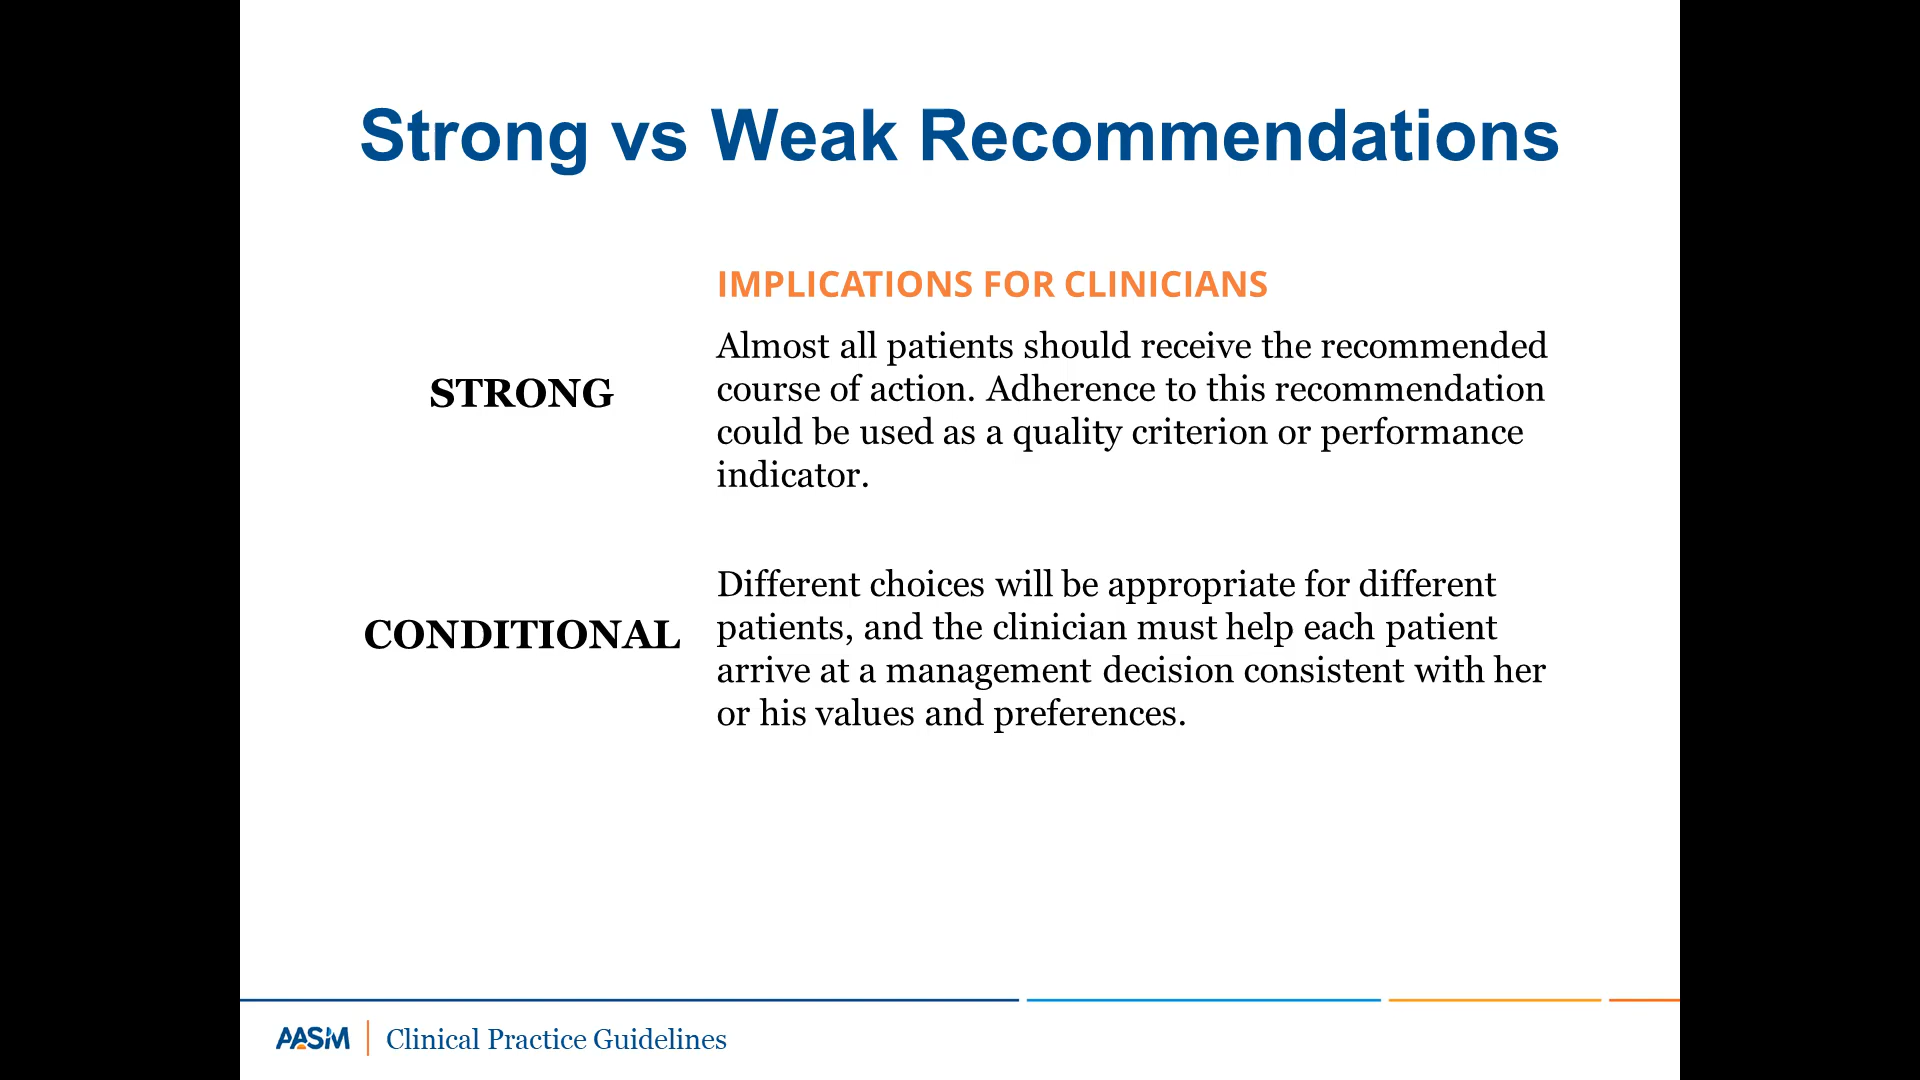 Strong vs Weak Recommendations
IMPLICATIONS FOR CLINICIANS
STRONG
Almost all patients should receive the recommended
course of action. Adherence to this recommendation
could be used as a quality criterion or performance
indicator.
CONDITIONAL
Different choices will be appropriate for different
patients, and the clinician must help each patient
arrive at a management decision consistent with her
or his values and preferences.
AASM
Clinical Practice Guidelines